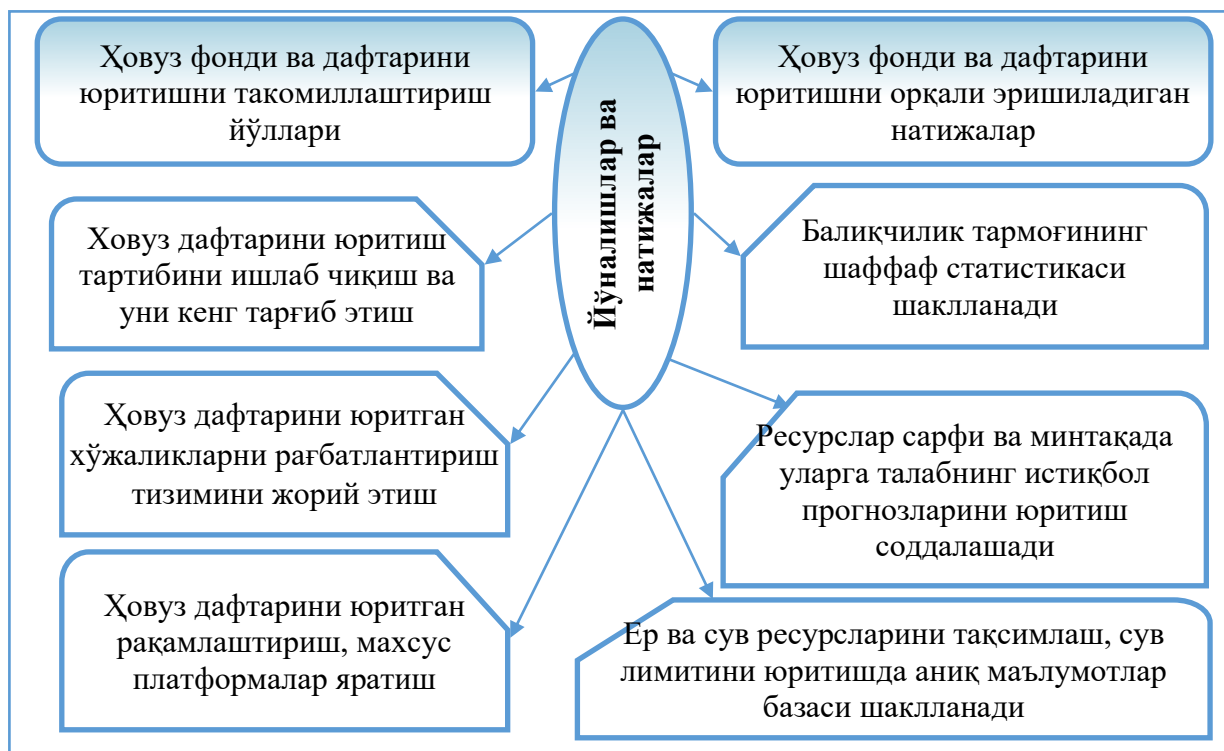 Ҳовуз фонди ва дафтарини
юритишни такомиллаштириш
йўллари
Йўналишлар ва
натижалар
Ҳовуз фонди ва дафтарини
юритишни орқали эришиладиган
натижалар
Ҳовуз дафтарини юритиш
тартибини ишлаб чиқиш ва
уни кенг тарғиб этиш
Балиқчилик тармоғининг
шаффаф статистикаси
шаклланади
Ҳовуз дафтарини юритган
хўжаликларни рағбатлантириш
тизимини жорий этиш
Ресурслар сарфи ва минтақада
уларга талабнинг истиқбол
прогнозларини юритиш
соддалашади
Ҳовуз дафтарини юритган
рақамлаштириш, махсус
платформалар яратиш
Ер ва сув ресурсларини тақсимлаш, сув
лимитини юритишда аниқ маълумотлар
базаси шаклланади